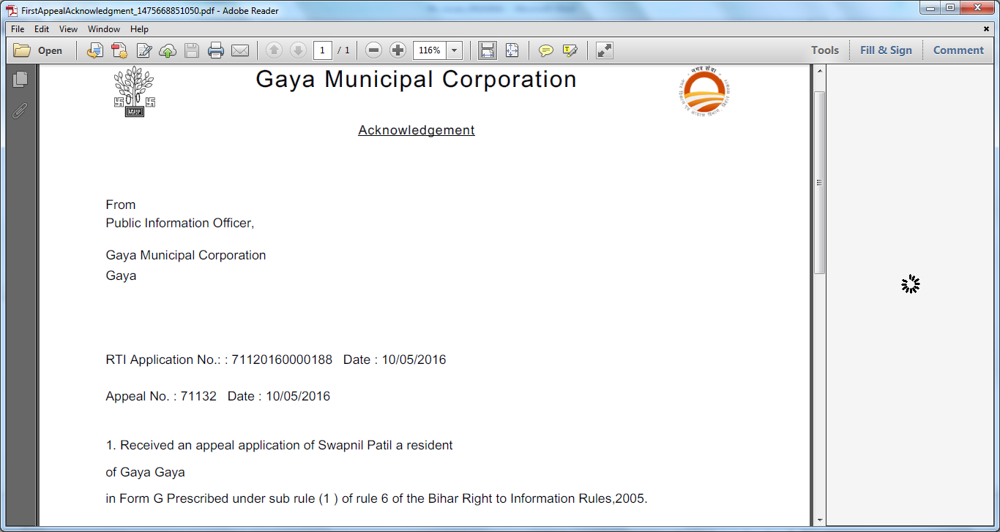 FirstAppealAcknowledgment_1475668851050.pdf - Adobe Reader
File Edit View Window Help
Open 1 / 1 116% Tools Fill & Sign Comment
Gaya Municipal Corporation
Acknowledgement
From
Public Information Officer,
Gaya Municipal Corporation
Gaya
RTI Application No.: : 71120160000188 Date : 10/05/2016
Appeal No. : 71132 Date : 10/05/2016
1. Received an appeal application of Swapnil Patil a resident
of Gaya Gaya
in Form G Prescribed under sub rule (1 ) of rule 6 of the Bihar Right to Information Rules,2005.